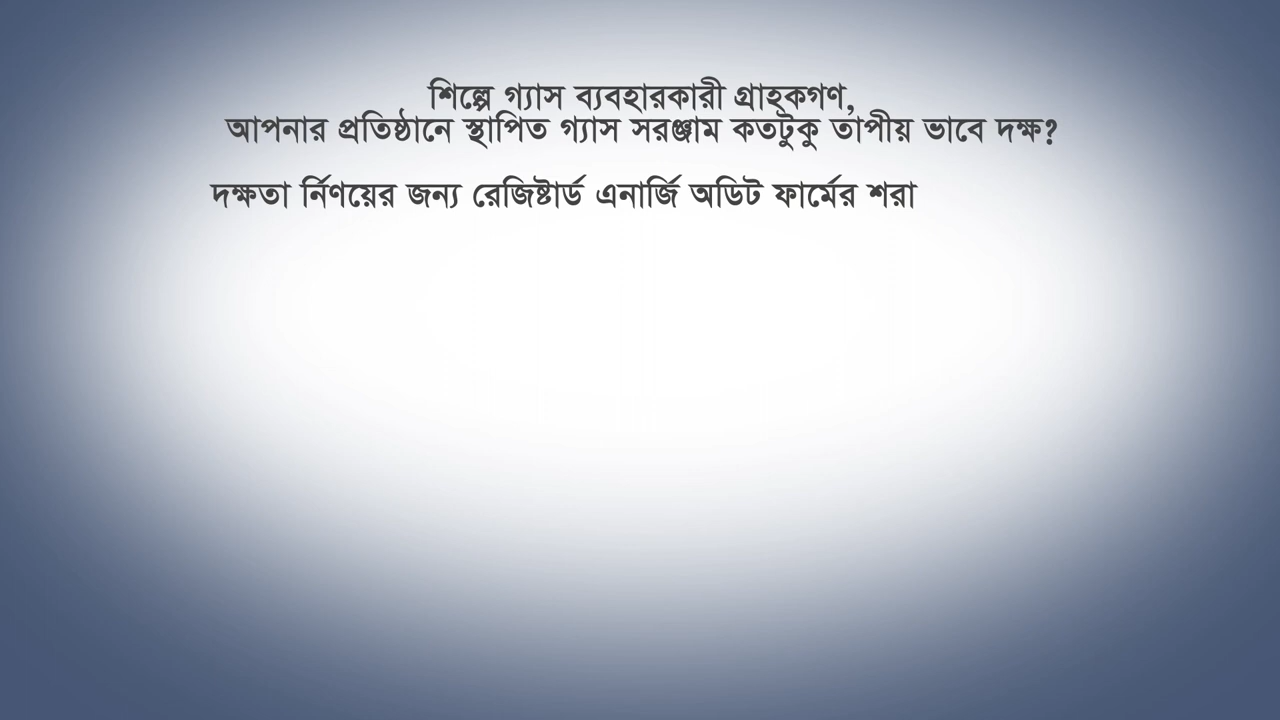 শিল্পে গ্যাস ব্যবহারকারী গ্রাহকগণ,
আপনার প্রতিষ্ঠানে স্থাপিত গ্যাস সরঞ্জাম কতটুকু তাপীয় ভাবে দক্ষ?
দক্ষতা র্নিণয়ের জন্য রেজিষ্টার্ড এনার্জি অডিট ফার্মের শরা